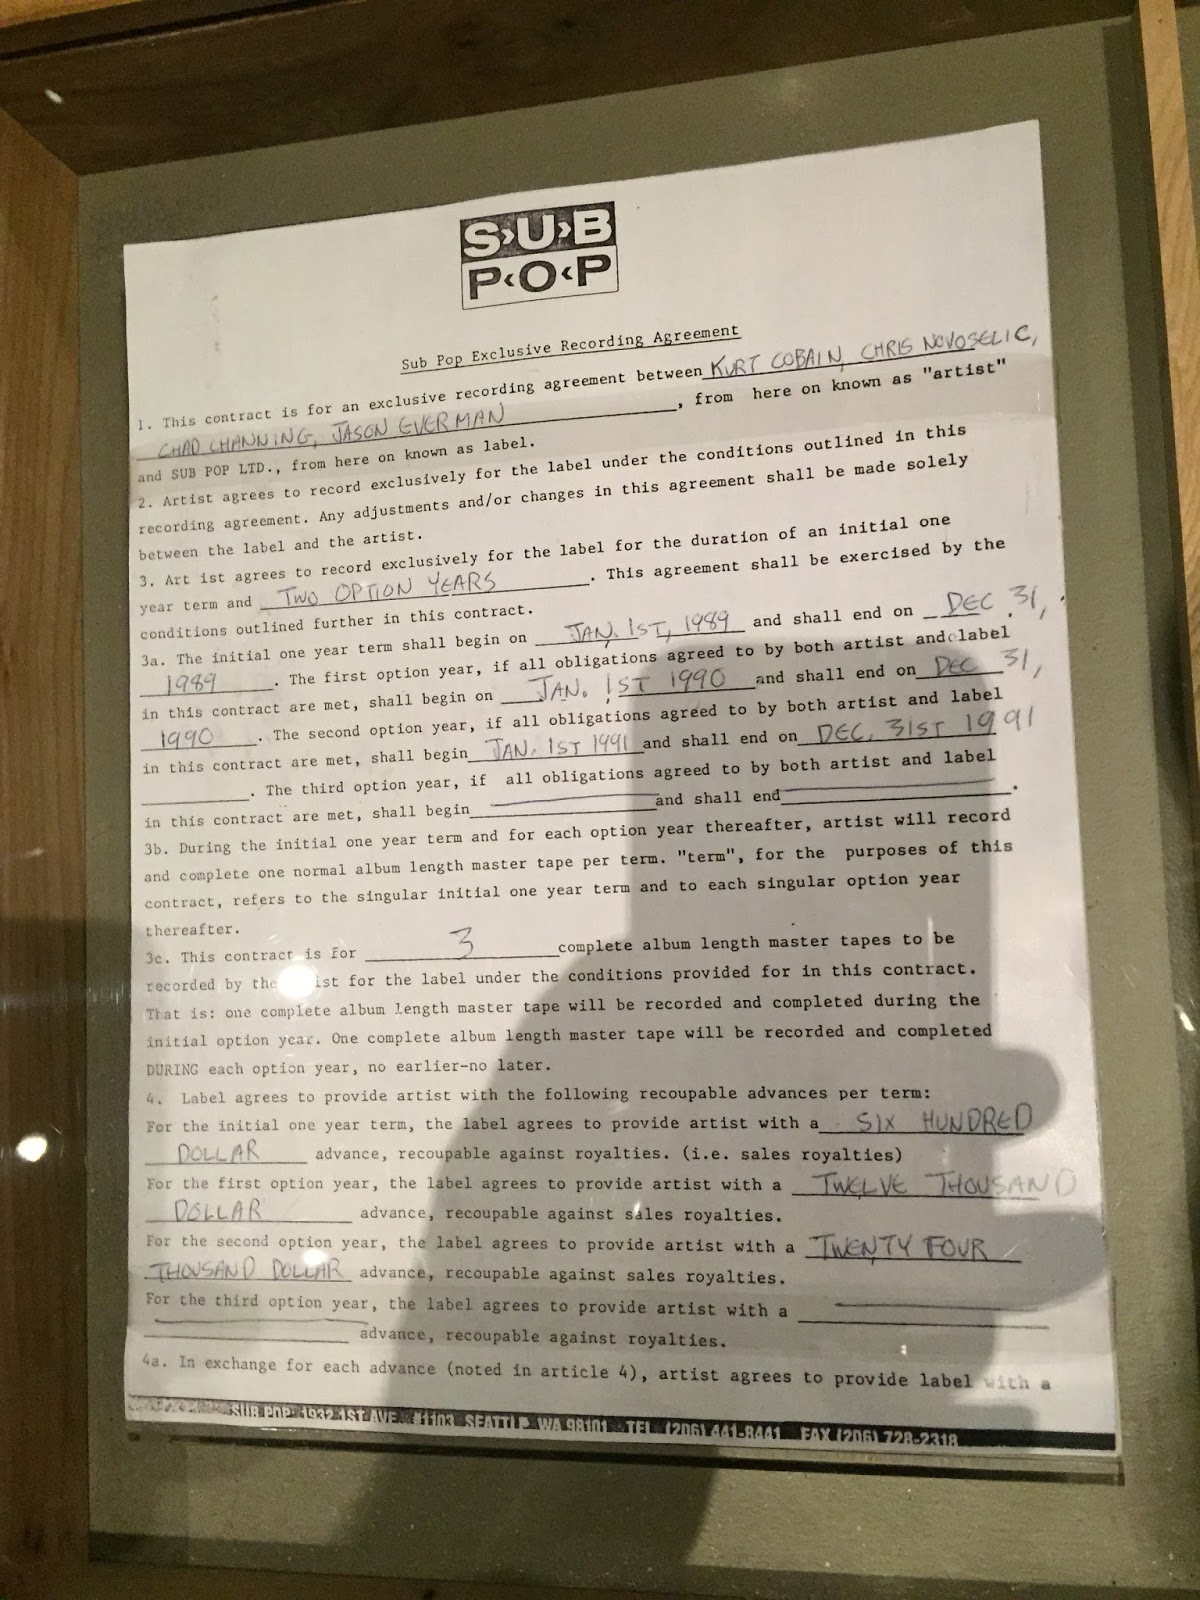 S›U›B
P‹O‹P
Sub Pop Exclusive Recording Agreement
1. This contract is for an exclusive recording agreement between KURT COBAIN, CHRIS NOVOSELIC,
CHAD CHANNING, JASON EVERMAN, from here on known as "artist"
and SUB POP LTD., from here on known as label.
2. Artist agrees to record exclusively for the label under the conditions outlined in this
recording agreement. Any adjustments and/or changes in this agreement shall be made solely
between the label and the artist.
3. Art ist agrees to record exclusively for the label for the duration of an initial one
year term and TWO OPTION YEARS. This agreement shall be exercised by the
conditions outlined further in this contract.
3a. The initial one year term shall begin on JAN. 1ST, 1989 and shall end on DEC 31,
1989. The first option year, if all obligations agreed to by both artist and label
in this contract are met, shall begin on JAN. 1ST 1990 and shall end on DEC 31,
1990. The second option year, if all obligations agreed to by both artist and label
in this contract are met, shall begin JAN. 1ST 1991 and shall end on DEC. 31ST 1991
. The third option year, if all obligations agreed to by both artist and label
in this contract are met, shall begin and shall end .
3b. During the initial one year term and for each option year thereafter, artist will record
and complete one normal album length master tape per term. "term", for the purposes of this
contract, refers to the singular initial one year term and to each singular option year
thereafter.
3c. This contract is for 3 complete album length master tapes to be
recorded by the ist for the label under the conditions provided for in this contract.
That is: one complete album length master tape will be recorded and completed during the
initial option year. One complete album length master tape will be recorded and completed
DURING each option year, no earlier-no later.
4. Label agrees to provide artist with the following recoupable advances per term:
For the initial one year term, the label agrees to provide artist with a SIX HUNDRED
DOLLAR advance, recoupable against royalties. (i.e. sales royalties)
For the first option year, the label agrees to provide artist with a TWELVE THOUSAND
DOLLAR advance, recoupable against sales royalties.
For the second option year, the label agrees to provide artist with a TWENTY FOUR
THOUSAND DOLLAR advance, recoupable against sales royalties.
For the third option year, the label agrees to provide artist with a
advance, recoupable against royalties.
4a. In exchange for each advance (noted in article 4), artist agrees to provide label with a
SUB POP 1932 1ST AVE. #1103 SEATTLE WA 98101 TEL (206) 441-8441 FAX (206) 728-2318